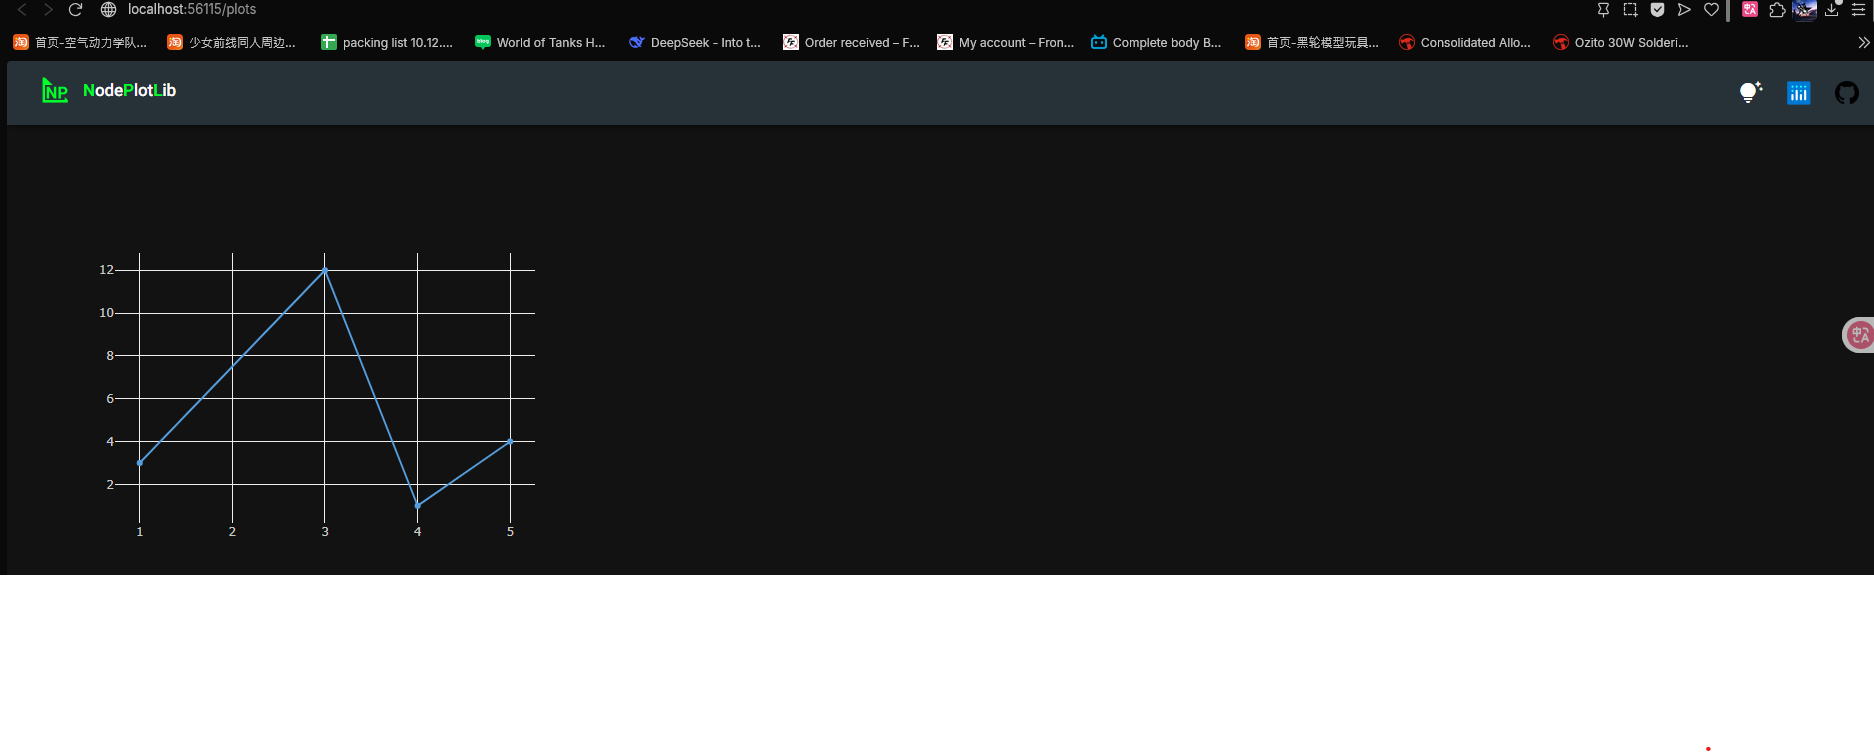 localhost:56115/plots
首页-空气动力学队... 少女前线同人周边... packing list 10.12.... World of Tanks H... DeepSeek - Into t... Order received – F... My account – Fron... Complete body B... 首页-黑轮模型玩具... Consolidated Allo... Ozito 30W Solderi...
NP NodePlotLib
12
10
8
6
4
2
1 2 3 4 5